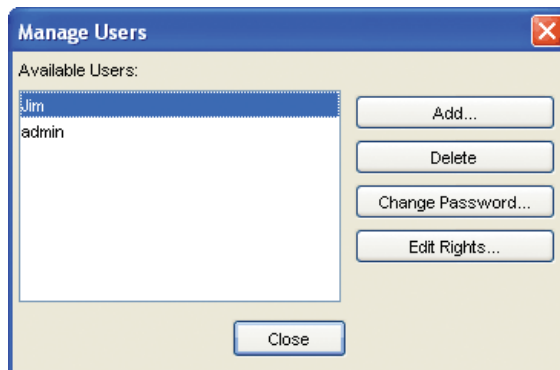 Manage Users
Available Users:
Jim
admin
Add...
Delete
Change Password...
Edit Rights...
Close